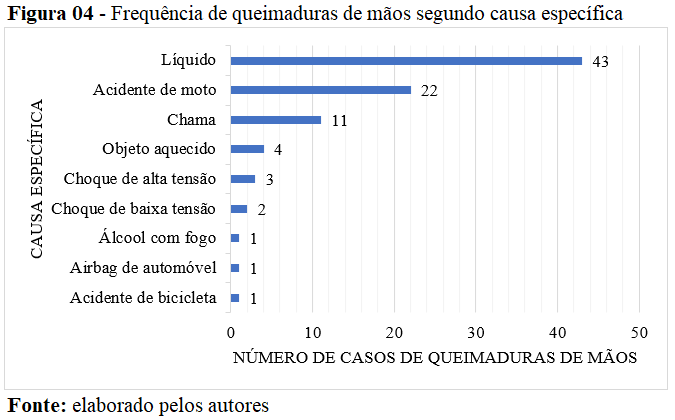 Figura 04 - Frequência de queimaduras de mãos segundo causa específica
CAUSA ESPECÍFICA
Líquido 43
Acidente de moto 22
Chama 11
Objeto aquecido 4
Choque de alta tensão 3
Choque de baixa tensão 2
Álcool com fogo 1
Airbag de automóvel 1
Acidente de bicicleta 1
0 10 20 30 40 50
NÚMERO DE CASOS DE QUEIMADURAS DE MÃOS
Fonte: elaborado pelos autores